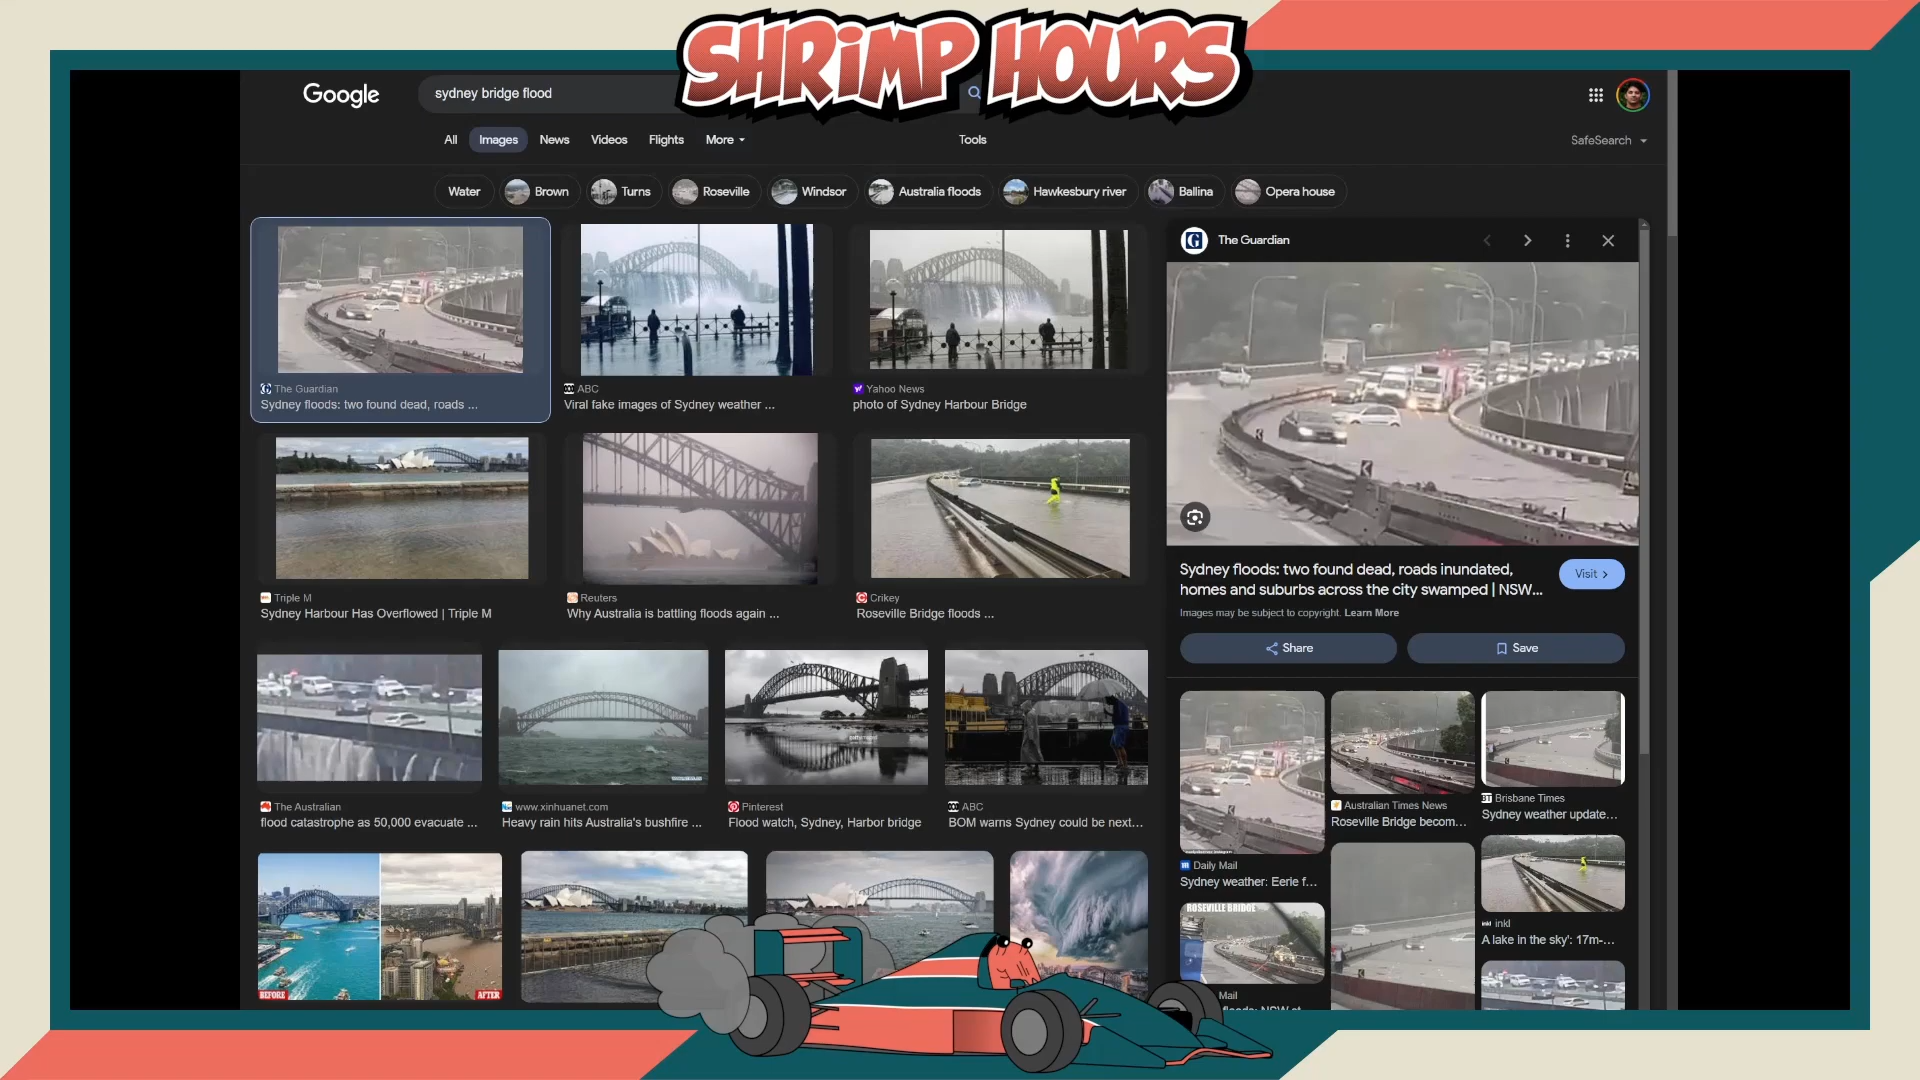 SHRIMP HOURS
Google
sydney bridge flood
All
Images
News
Videos
Flights
More
Tools
SafeSearch
Water
Brown
Turns
Roseville
Windsor
Australia floods
Hawkesbury river
Ballina
Opera house
The Guardian
Sydney floods: two found dead, roads ...
ABC
Viral fake images of Sydney weather ...
Yahoo News
photo of Sydney Harbour Bridge
Triple M
Sydney Harbour Has Overflowed | Triple M
Reuters
Why Australia is battling floods again ...
Crikey
Roseville Bridge floods ...
The Australian
flood catastrophe as 50,000 evacuate ...
www.xinhuanet.com
Heavy rain hits Australia's bushfire ...
Pinterest
Flood watch, Sydney, Harbor bridge
ABC
BOM warns Sydney could be next...
BEFORE
AFTER
The Guardian
Sydney floods: two found dead, roads inundated,
homes and suburbs across the city swamped | NSW...
Visit
Images may be subject to copyright. Learn More
Share
Save
Daily Mail
Sydney weather: Eerie f...
Australian Times News
Roseville Bridge becom...
Brisbane Times
Sydney weather update...
ROSEVILLE BRIDGE
inkl
A lake in the sky': 17m-...
Mail